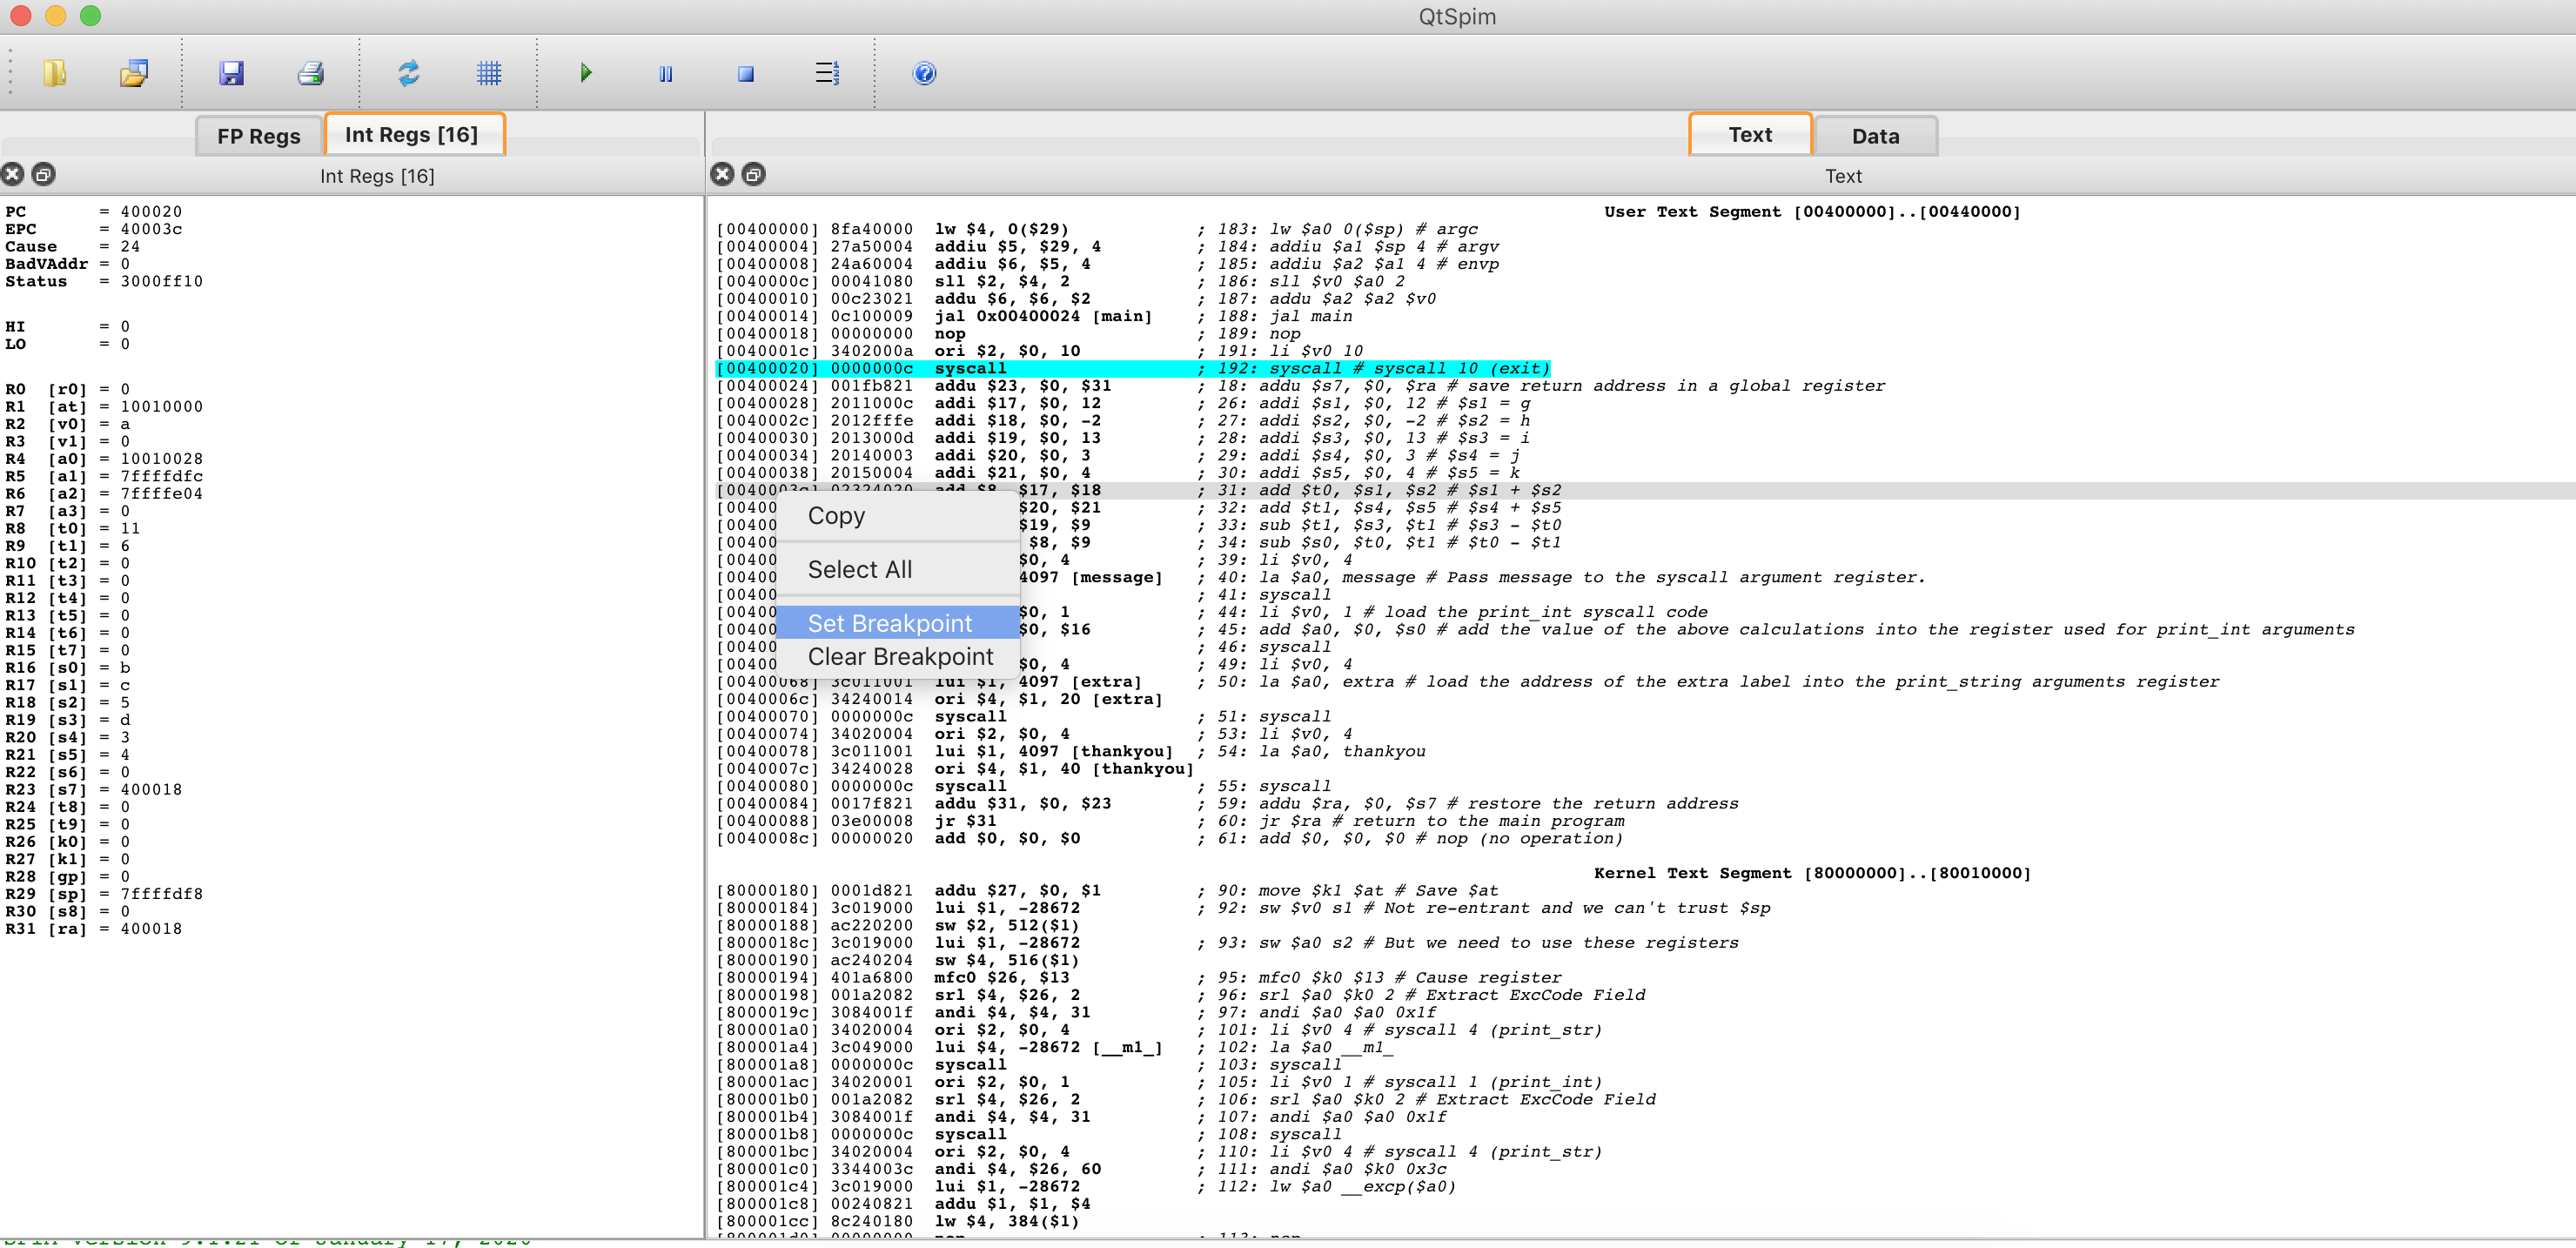 QtSpim
FP Regs
Int Regs [16]
Text
Data
Int Regs [16]
Text
PC = 400020
EPC = 40003c
Cause = 24
BadVAddr = 0
Status = 3000ff10
HI = 0
LO = 0
R0 [r0] = 0
R1 [at] = 10010000
R2 [v0] = a
R3 [v1] = 0
R4 [a0] = 10010028
R5 [a1] = 7ffffdfc
R6 [a2] = 7ffffe04
R7 [a3] = 0
R8 [t0] = 11
R9 [t1] = 6
R10 [t2] = 0
R11 [t3] = 0
R12 [t4] = 0
R13 [t5] = 0
R14 [t6] = 0
R15 [t7] = 0
R16 [s0] = b
R17 [s1] = c
R18 [s2] = 5
R19 [s3] = d
R20 [s4] = 3
R21 [s5] = 4
R22 [s6] = 0
R23 [s7] = 400018
R24 [t8] = 0
R25 [t9] = 0
R26 [k0] = 0
R27 [k1] = 0
R28 [gp] = 0
R29 [sp] = 7ffffdf8
R30 [s8] = 0
R31 [ra] = 400018
User Text Segment [00400000]..[00440000]
[00400000] 8fa40000 lw $4, 0($29) ; 183: lw $a0 0($sp) # argc
[00400004] 27a50004 addiu $5, $29, 4 ; 184: addiu $a1 $sp 4 # argv
[00400008] 24a60004 addiu $6, $5, 4 ; 185: addiu $a2 $a1 4 # envp
[0040000c] 00041080 sll $2, $4, 2 ; 186: sll $v0 $a0 2
[00400010] 00c23021 addu $6, $6, $2 ; 187: addu $a2 $a2 $v0
[00400014] 0c100009 jal 0x00400024 [main] ; 188: jal main
[00400018] 00000000 nop ; 189: nop
[0040001c] 3402000a ori $2, $0, 10 ; 191: li $v0 10
[00400020] 0000000c syscall ; 192: syscall # syscall 10 (exit)
[00400024] 001fb821 addu $23, $0, $31 ; 18: addu $s7, $0, $ra # save return address in a global register
[00400028] 2011000c addi $17, $0, 12 ; 26: addi $s1, $0, 12 # $s1 = g
[0040002c] 2012fffe addi $18, $0, -2 ; 27: addi $s2, $0, -2 # $s2 = h
[00400030] 2013000d addi $19, $0, 13 ; 28: addi $s3, $0, 13 # $s3 = i
[00400034] 20140003 addi $20, $0, 3 ; 29: addi $s4, $0, 3 # $s4 = j
[00400038] 20150004 addi $21, $0, 4 ; 30: addi $s5, $0, 4 # $s5 = k
[0040003c] 02324020 add $8, $17, $18 ; 31: add $t0, $s1, $s2 # $s1 + $s2
[00400 $20, $21 ; 32: add $t1, $s4, $s5 # $s4 + $s5
[00400 $19, $9 ; 33: sub $t1, $s3, $t1 # $s3 - $t0
[00400 $8, $9 ; 34: sub $s0, $t0, $t1 # $t0 - $t1
[00400 $0, 4 ; 39: li $v0, 4
[00400 4097 [message] ; 40: la $a0, message # Pass message to the syscall argument register.
[00400 ; 41: syscall
[00400 $0, 1 ; 44: li $v0, 1 # load the print_int syscall code
[00400 $0, $16 ; 45: add $a0, $0, $s0 # add the value of the above calculations into the register used for print_int arguments
[00400 ; 46: syscall
[00400 $0, 4 ; 49: li $v0, 4
Copy
Select All
Set Breakpoint
Clear Breakpoint
[00400068] 3c011001 lui $1, 4097 [extra] ; 50: la $a0, extra # load the address of the extra label into the print_string arguments register
[0040006c] 34240014 ori $4, $1, 20 [extra]
[00400070] 0000000c syscall ; 51: syscall
[00400074] 34020004 ori $2, $0, 4 ; 53: li $v0, 4
[00400078] 3c011001 lui $1, 4097 [thankyou] ; 54: la $a0, thankyou
[0040007c] 34240028 ori $4, $1, 40 [thankyou]
[00400080] 0000000c syscall ; 55: syscall
[00400084] 0017f821 addu $31, $0, $23 ; 59: addu $ra, $0, $s7 # restore the return address
[00400088] 03e00008 jr $31 ; 60: jr $ra # return to the main program
[0040008c] 00000020 add $0, $0, $0 ; 61: add $0, $0, $0 # nop (no operation)
Kernel Text Segment [80000000]..[80010000]
[80000180] 0001d821 addu $27, $0, $1 ; 90: move $k1 $at # Save $at
[80000184] 3c019000 lui $1, -28672 ; 92: sw $v0 s1 # Not re-entrant and we can't trust $sp
[80000188] ac220200 sw $2, 512($1)
[8000018c] 3c019000 lui $1, -28672 ; 93: sw $a0 s2 # But we need to use these registers
[80000190] ac240204 sw $4, 516($1)
[80000194] 401a6800 mfc0 $26, $13 ; 95: mfc0 $k0 $13 # Cause register
[80000198] 001a2082 srl $4, $26, 2 ; 96: srl $a0 $k0 2 # Extract ExcCode Field
[8000019c] 3084001f andi $4, $4, 31 ; 97: andi $a0 $a0 0x1f
[800001a0] 34020004 ori $2, $0, 4 ; 101: li $v0 4 # syscall 4 (print_str)
[800001a4] 3c049000 lui $4, -28672 [__m1_] ; 102: la $a0 __m1_
[800001a8] 0000000c syscall ; 103: syscall
[800001ac] 34020001 ori $2, $0, 1 ; 105: li $v0 1 # syscall 1 (print_int)
[800001b0] 001a2082 srl $4, $26, 2 ; 106: srl $a0 $k0 2 # Extract ExcCode Field
[800001b4] 3084001f andi $4, $4, 31 ; 107: andi $a0 $a0 0x1f
[800001b8] 0000000c syscall ; 108: syscall
[800001bc] 34020004 ori $2, $0, 4 ; 110: li $v0 4 # syscall 4 (print_str)
[800001c0] 3344003c andi $4, $26, 60 ; 111: andi $a0 $k0 0x3c
[800001c4] 3c019000 lui $1, -28672 ; 112: lw $a0 __excp($a0)
[800001c8] 00240821 addu $1, $1, $4
[800001cc] 8c240180 lw $4, 384($1)
[800001d0] 00000000 nop ; 113: nop